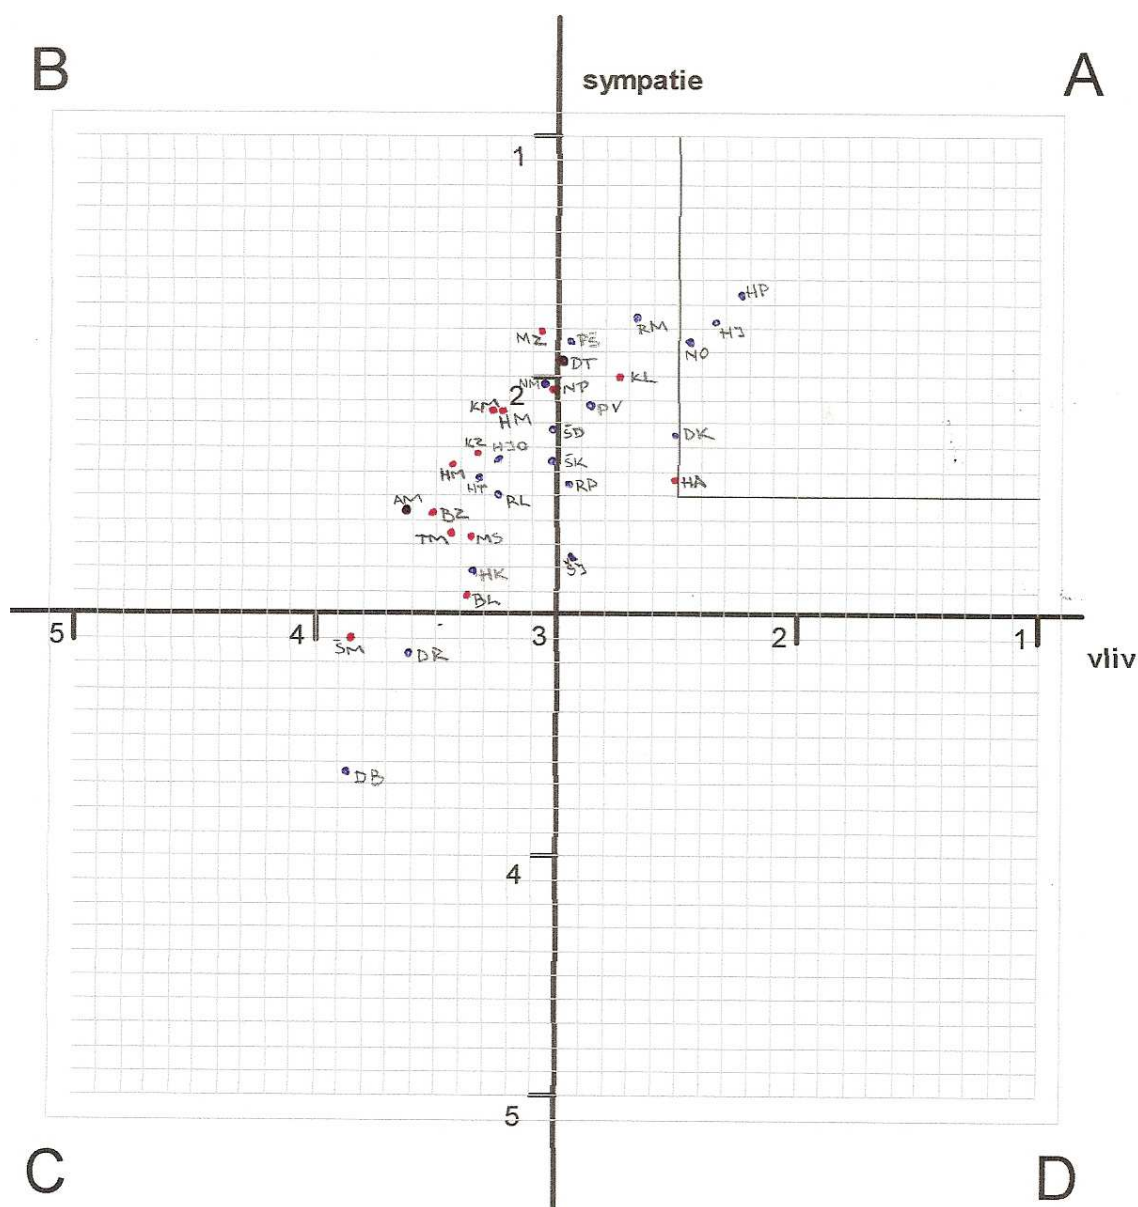 B
A
sympatie
1
HP
RM
HJ
MZ
PŠ
NO
DT
NM
NP
KL
2
KM
HM
PV
ŠD
DK
KZ
HJO
HM
ŠK
HT
RP
HA
RL
AM
BZ
TM
MS
ŠJ
HK
BL
5
4
3
2
1
ŠM
DR
vliv
DB
4
5
C
D